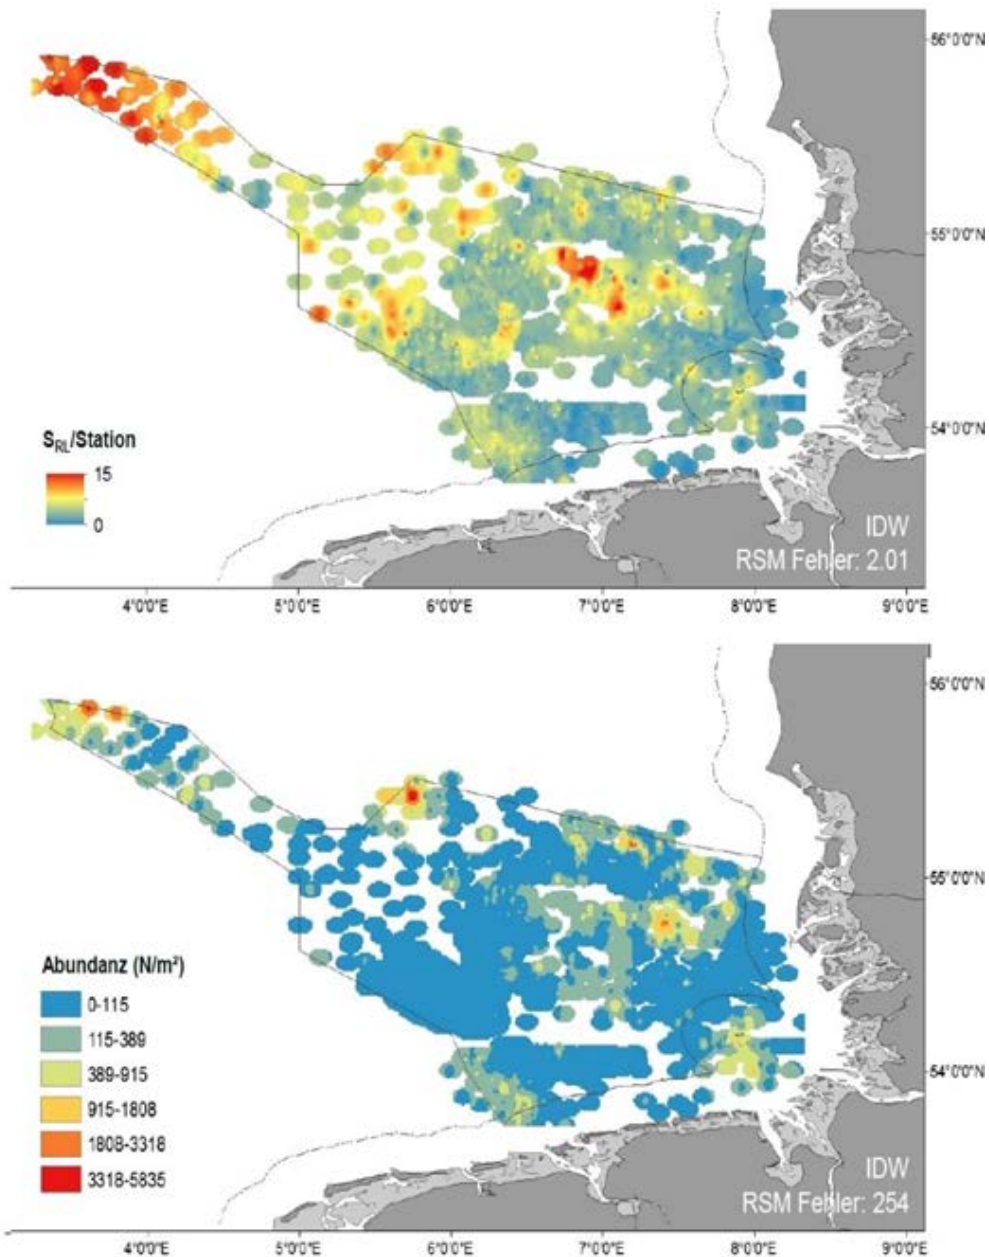 56°0'0"N
55°0'0"N
54°0'0"N
S_RL/Station
15
0
IDW
RSM Fehler: 2.01
4°0'0"E 5°0'0"E 6°0'0"E 7°0'0"E 8°0'0"E 9°0'0"E
56°0'0"N
55°0'0"N
Abundanz (N/m²)
0-115
115-389
54°0'0"N
389-915
915-1808
1808-3318
3318-5835
IDW
RSM Fehler: 254
4°0'0"E 5°0'0"E 6°0'0"E 7°0'0"E 8°0'0"E 9°0'0"E